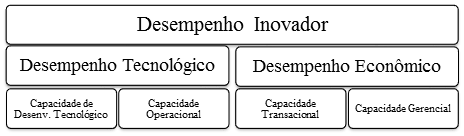 Desempenho Inovador
Desempenho Tecnológico
Desempenho Econômico
Capacidade de
Desenv. Tecnológico
Capacidade
Operacional
Capacidade
Transacional
Capacidade Gerencial